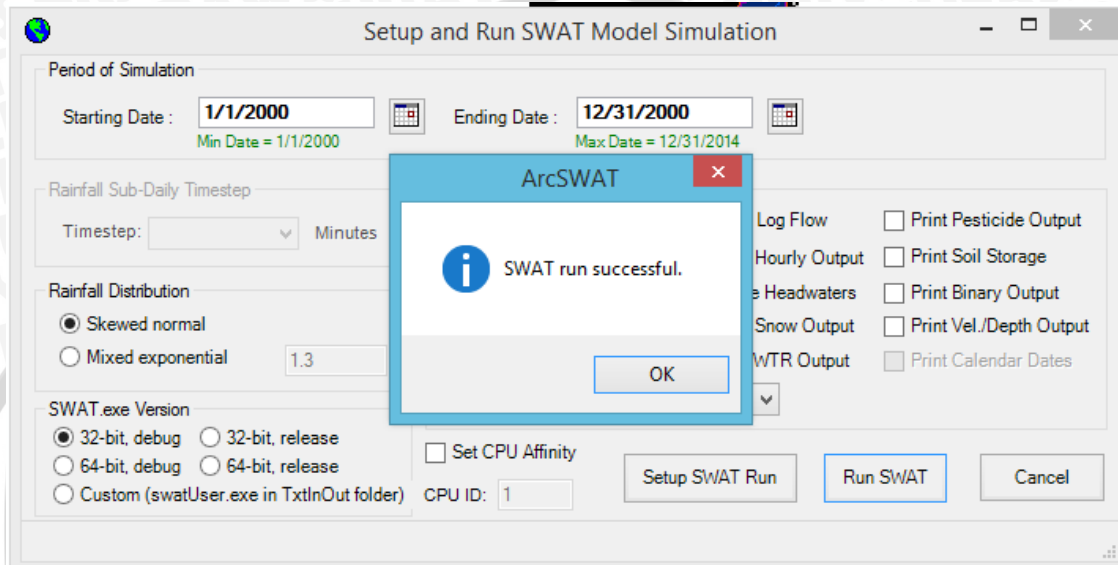 Setup and Run SWAT Model Simulation
Period of Simulation
Starting Date : 1/1/2000 Ending Date : 12/31/2000
Min Date = 1/1/2000 Max Date = 12/31/2014
ArcSWAT
Rainfall Sub-Daily Timestep
Timestep: Minutes
SWAT run successful.
OK
Log Flow Print Pesticide Output
Hourly Output Print Soil Storage
Headwaters Print Binary Output
Snow Output Print Vel./Depth Output
WTR Output Print Calendar Dates
Rainfall Distribution
Skewed normal
Mixed exponential 1.3
SWAT.exe Version
32-bit, debug 32-bit, release
64-bit, debug 64-bit, release
Custom (swatUser.exe in TxtInOut folder)
Set CPU Affinity
CPU ID: 1
Setup SWAT Run Run SWAT Cancel